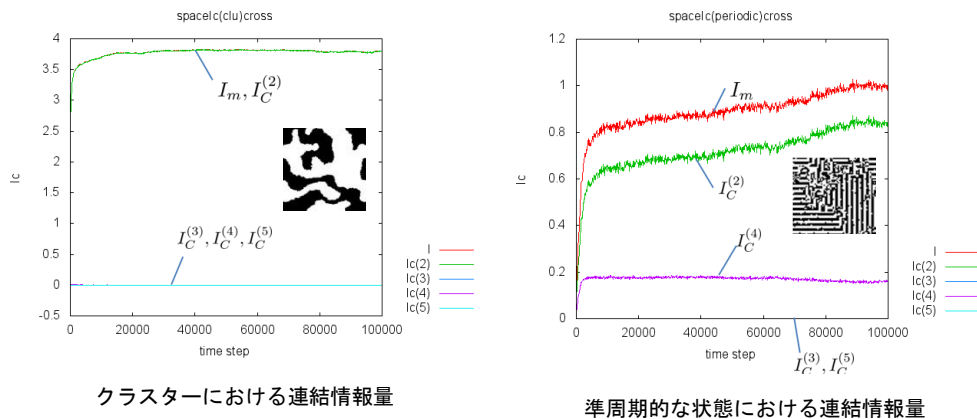 spaceIc(clu)cross
4
3.5
3
2.5
2
1.5
1
0.5
0
-0.5
Ic
I_m, I_C^{(2)}
I_C^{(3)}, I_C^{(4)}, I_C^{(5)}
I
Ic(2)
Ic(3)
Ic(4)
Ic(5)
0 20000 40000 60000 80000 100000
time step
クラスターにおける連結情報量
spaceIc(periodic)cross
1.2
1
0.8
0.6
0.4
0.2
0
Ic
I_m
I_C^{(2)}
I_C^{(4)}
I
Ic(2)
Ic(3)
Ic(4)
Ic(5)
0 20000 40000 60000 80000 100000
time step
I_C^{(3)}, I_C^{(5)}
準周期的な状態における連結情報量